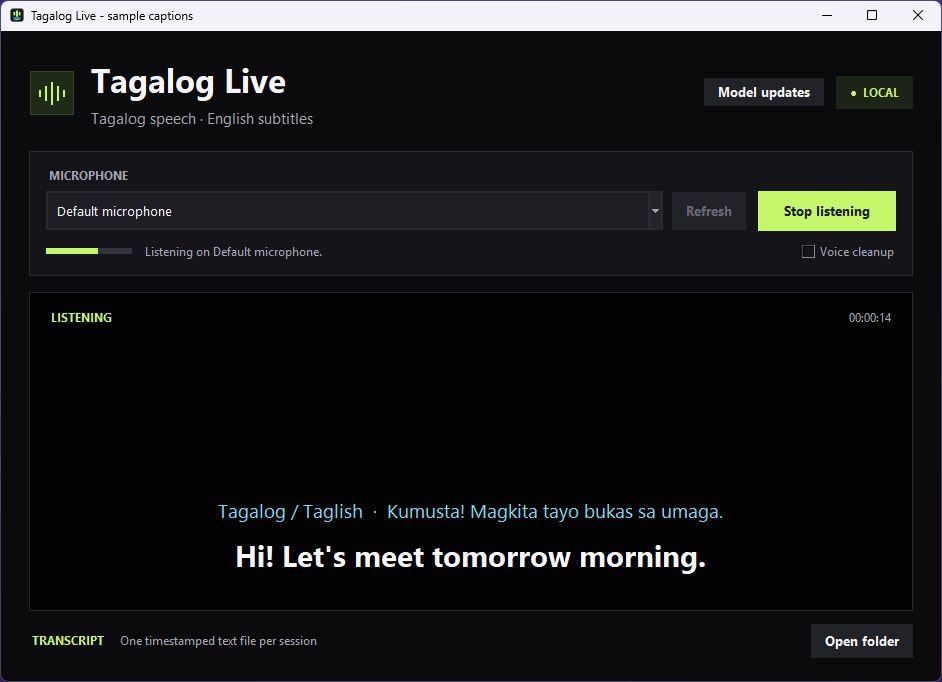 Tagalog Live - sample captions
Tagalog Live
Tagalog speech · English subtitles
Model updates
● LOCAL
MICROPHONE
Default microphone
Refresh
Stop listening
Listening on Default microphone.
Voice cleanup
LISTENING
00:00:14
Tagalog / Taglish · Kumusta! Magkita tayo bukas sa umaga.
Hi! Let's meet tomorrow morning.
TRANSCRIPT
One timestamped text file per session
Open folder